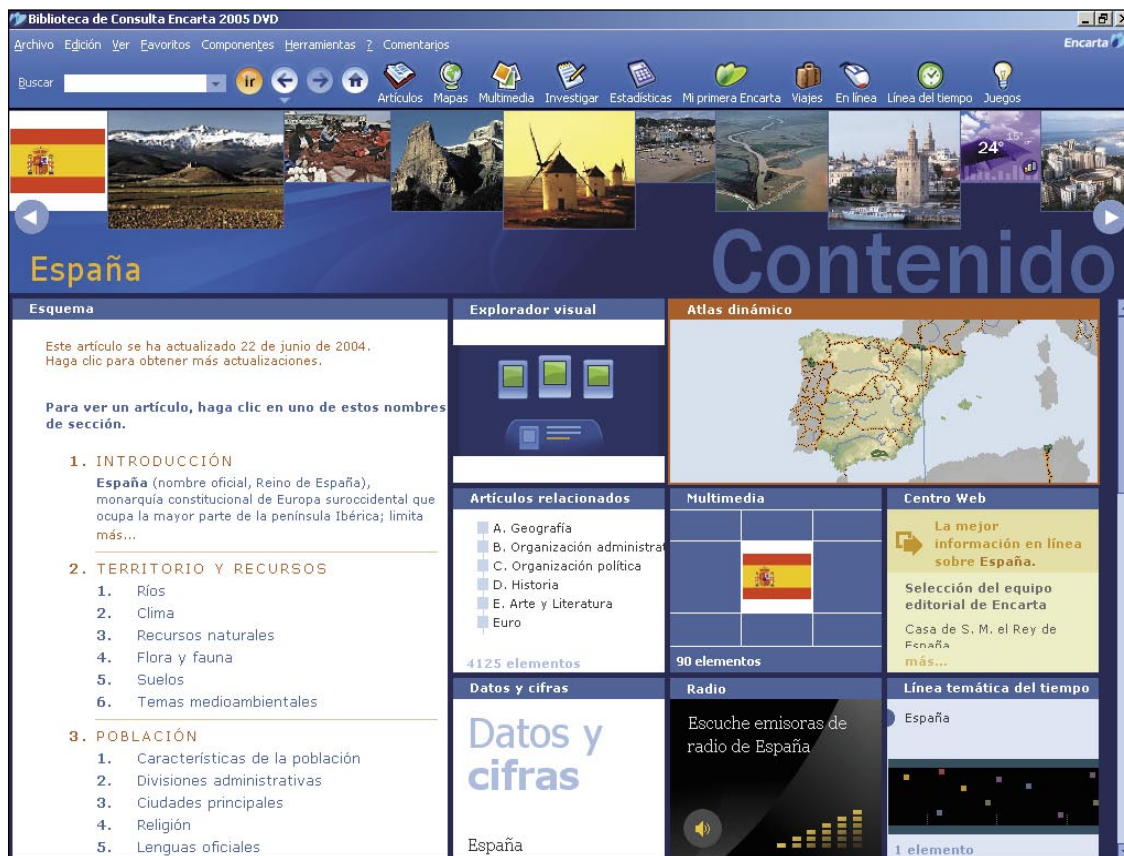 Biblioteca de Consulta Encarta 2005 DVD
Archivo Edición Ver Favoritos Componentes Herramientas ? Comentarios
Encarta
Buscar
ir
Artículos Mapas Multimedia Investigar Estadísticas Mi primera Encarta Viajes En línea Línea del tiempo Juegos
24° 15°
España
Contenido
Esquema
Este artículo se ha actualizado 22 de junio de 2004.
Haga clic para obtener más actualizaciones.
Para ver un artículo, haga clic en uno de estos nombres
de sección.
1. INTRODUCCIÓN
España (nombre oficial, Reino de España),
monarquía constitucional de Europa suroccidental que
ocupa la mayor parte de la península Ibérica; limita
más...
2. TERRITORIO Y RECURSOS
1. Ríos
2. Clima
3. Recursos naturales
4. Flora y fauna
5. Suelos
6. Temas medioambientales
3. POBLACIÓN
1. Características de la población
2. Divisiones administrativas
3. Ciudades principales
4. Religión
5. Lenguas oficiales
Explorador visual
Atlas dinámico
Artículos relacionados
A. Geografía
B. Organización administrat
C. Organización política
D. Historia
E. Arte y Literatura
Euro
4125 elementos
Multimedia
90 elementos
Centro Web
La mejor
información en línea
sobre España.
Selección del equipo
editorial de Encarta
Casa de S. M. el Rey de
España
más...
Datos y cifras
Datos y
cifras
España
Radio
Escuche emisoras de
radio de España
Línea temática del tiempo
España
1 elemento